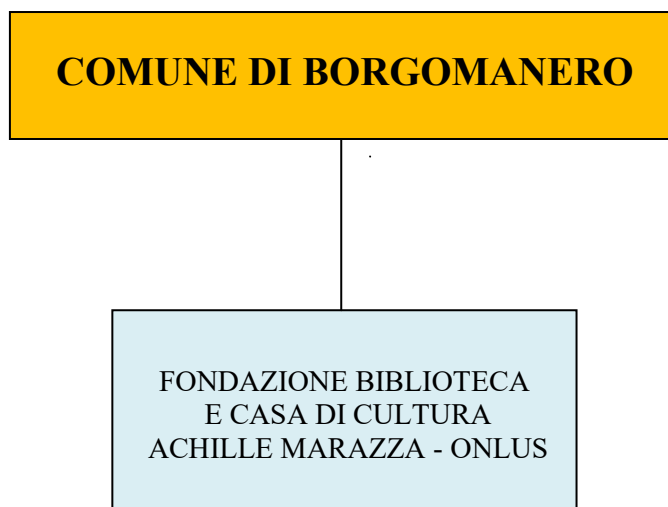 COMUNE DI BORGOMANERO
FONDAZIONE BIBLIOTECA
E CASA DI CULTURA
ACHILLE MARAZZA - ONLUS